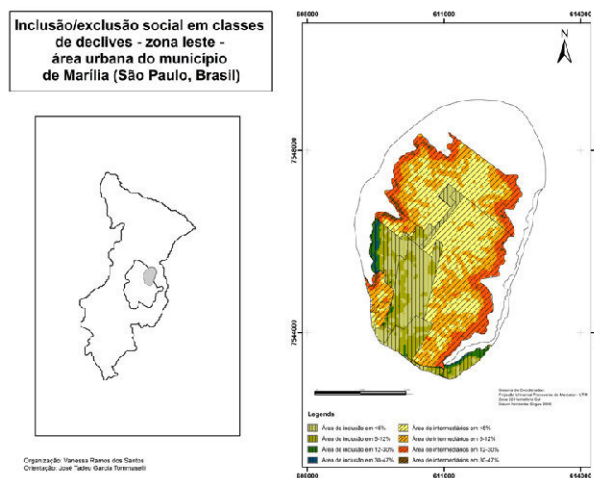 Inclusão/exclusão social em classes
de declives - zona leste -
área urbana do município
de Marília (São Paulo, Brasil)
608000
611000
N
7548000
7544000
Legenda
Área de inclusão em <6%
Área de intermediários em <6%
Área de inclusão em 6-12%
Área de intermediários em 6-12%
Área de inclusão em 12-30%
Área de intermediários em 12-30%
Área de inclusão em 30-47%
Área de intermediários em 30-47%
608000
611000
Organização: Vanessa Ramos dos Santos
Orientação: José Tadeu Garcia Tommaselli